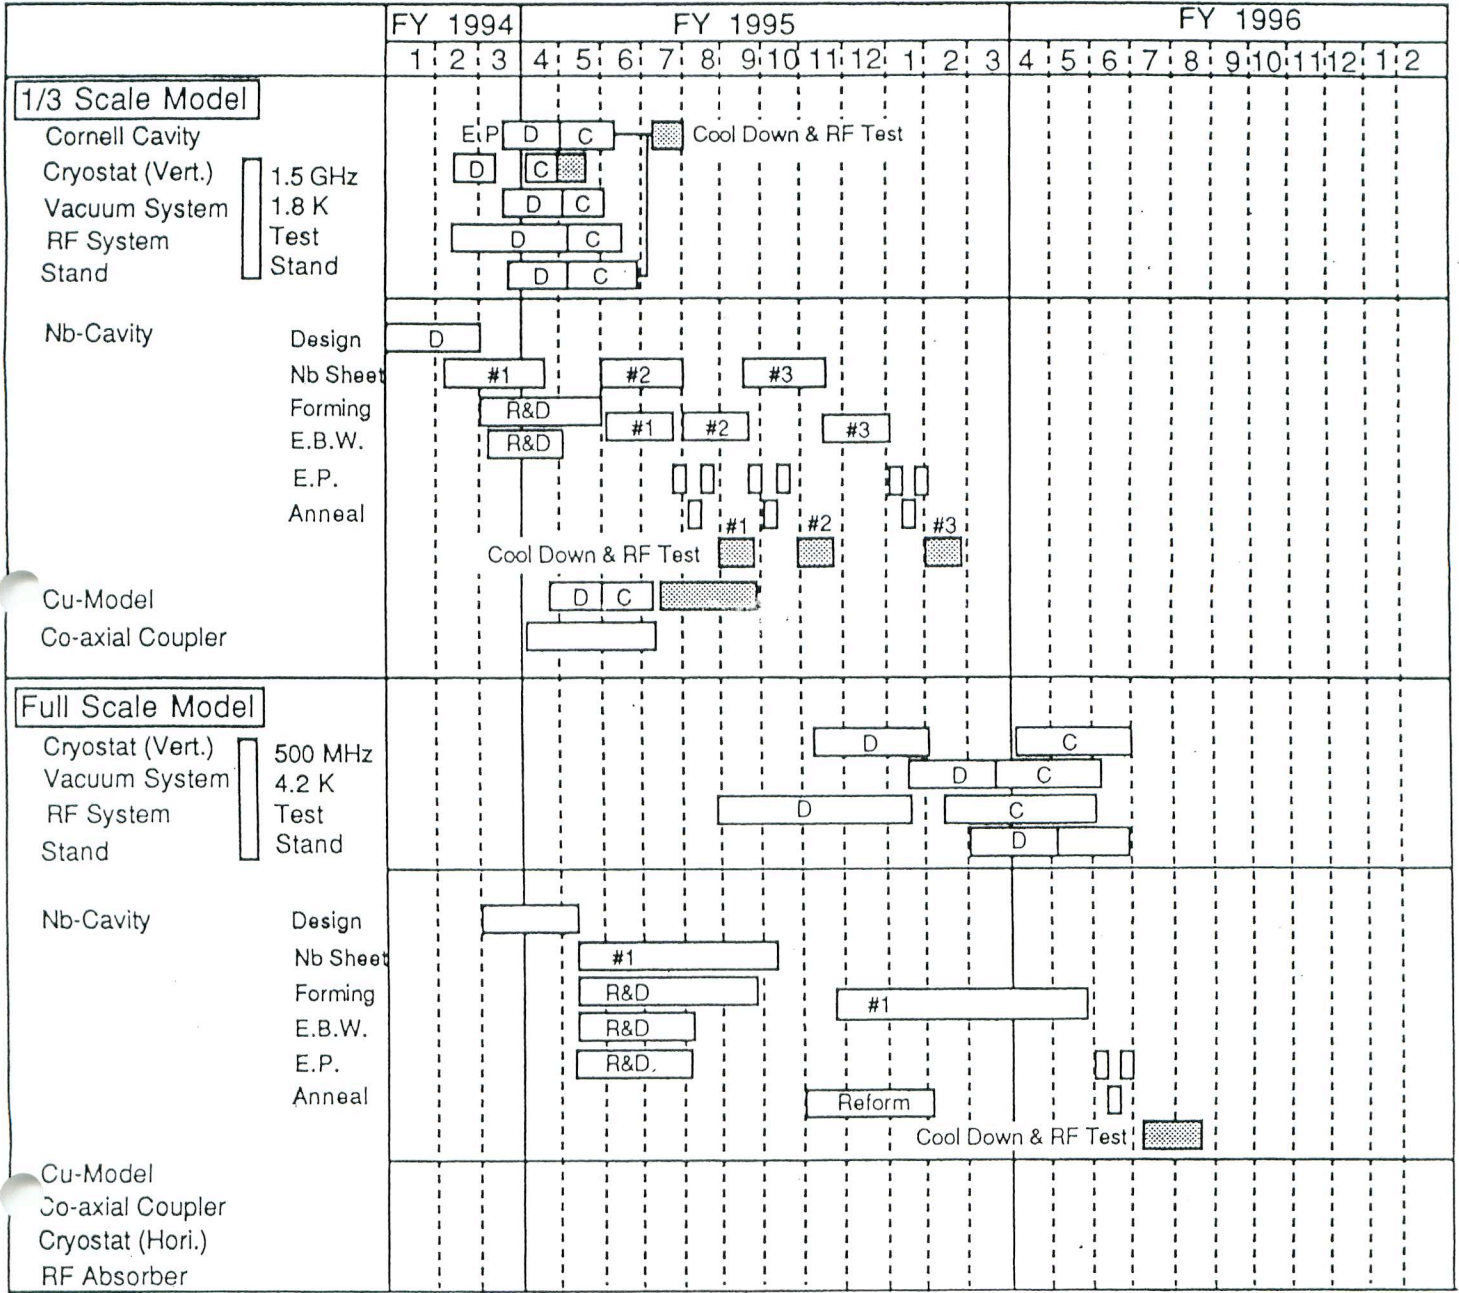 FY 1994 FY 1995 FY 1996
1 2 3 4 5 6 7 8 9 10 11 12 1 2 3 4 5 6 7 8 9 10 11 12 1 2
1/3 Scale Model
Cornell Cavity E.P D C Cool Down & RF Test
Cryostat (Vert.) D C
1.5 GHz
Vacuum System 1.8 K D C
RF System Test D C
Stand Stand D C
Nb-Cavity Design D
Nb Sheet #1 #2 #3
Forming R&D
#1 #2 #3
E.B.W. R&D
E.P.
Anneal
#1 #2 #3
Cool Down & RF Test
Cu-Model D C
Co-axial Coupler
Full Scale Model
Cryostat (Vert.) 500 MHz D C
Vacuum System 4.2 K D C
RF System Test D C
Stand Stand D
Nb-Cavity Design
Nb Sheet #1
Forming R&D #1
E.B.W. R&D
E.P. R&D.
Anneal Reform
Cool Down & RF Test
Cu-Model
Co-axial Coupler
Cryostat (Hori.)
RF Absorber